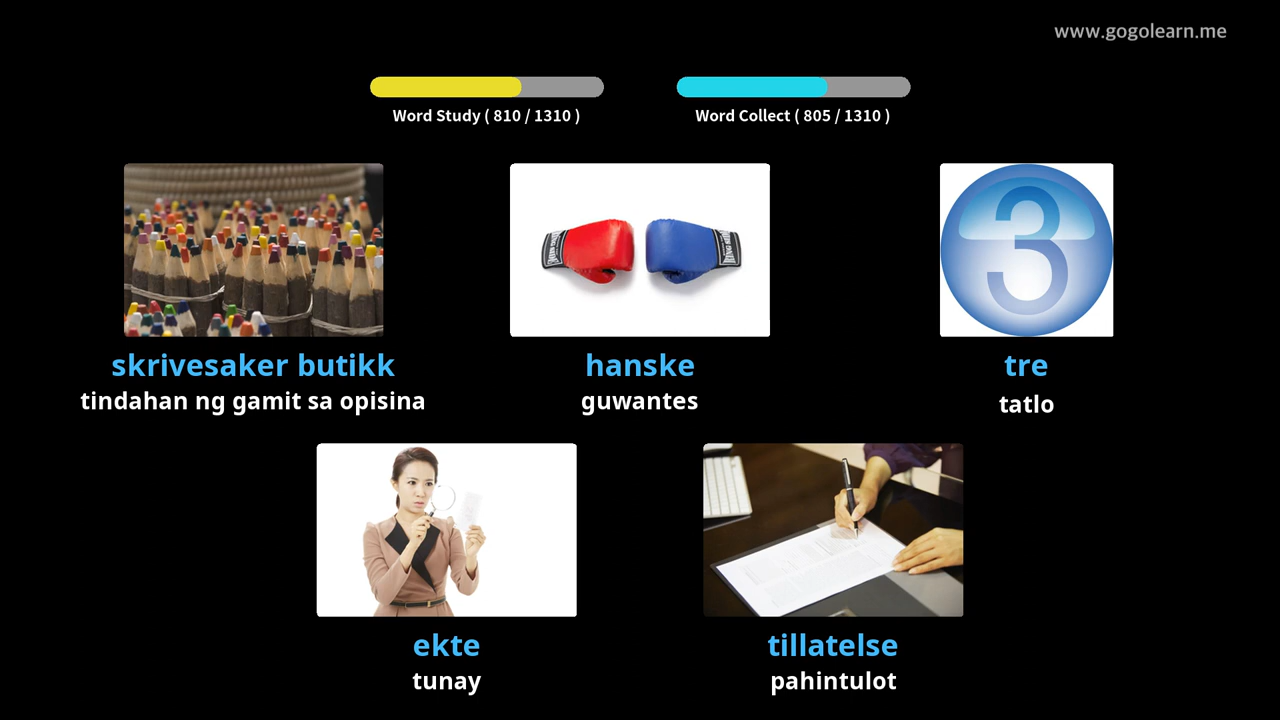 www.gogolearn.me
Word Study ( 810 / 1310 )
Word Collect ( 805 / 1310 )
3
skrivesaker butikk
tindahan ng gamit sa opisina
hanske
guwantes
tre
tatlo
ekte
tunay
tillatelse
pahintulot